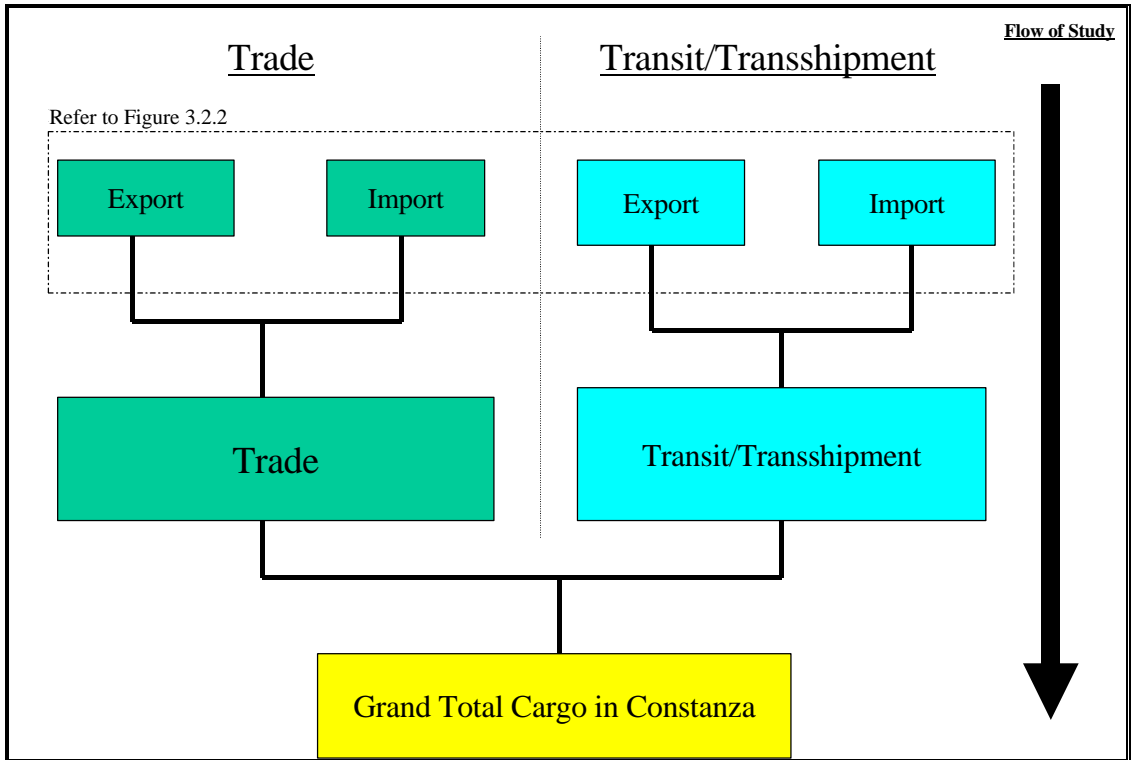 Flow of Study
Trade
Transit/Transshipment
Refer to Figure 3.2.2
Export
Import
Export
Import
Trade
Transit/Transshipment
Grand Total Cargo in Constanza